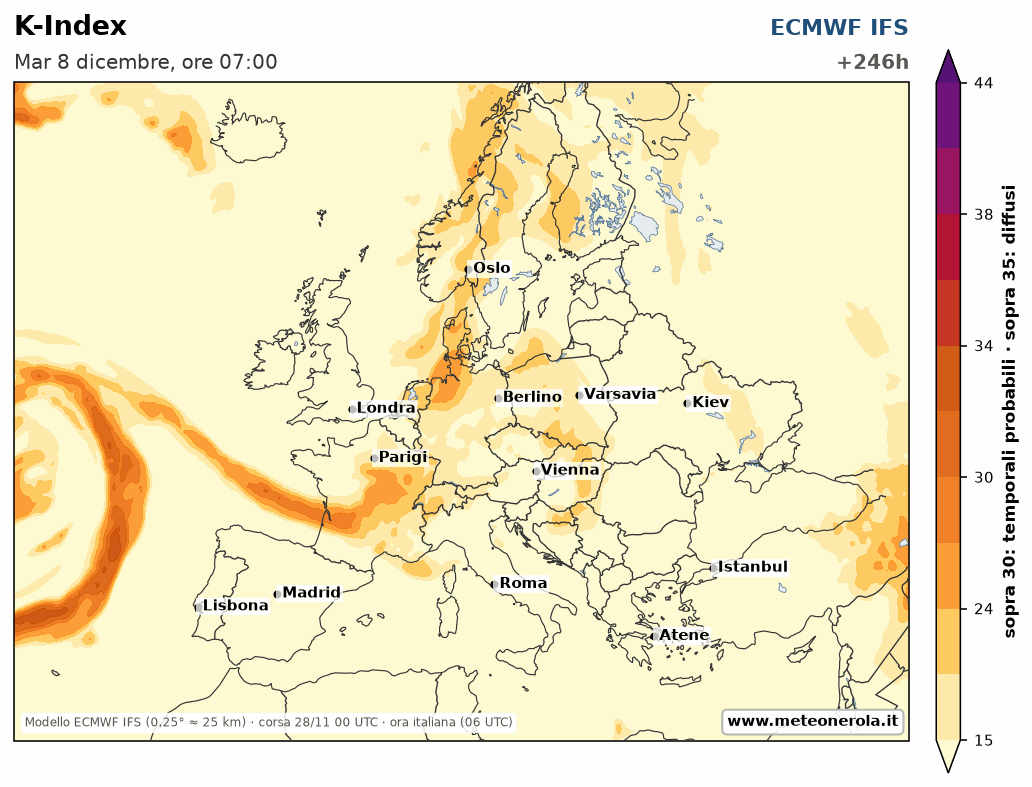 K-Index
ECMWF IFS
Mar 8 dicembre, ore 07:00
+246h
44
38
34
30
24
15
sopra 30: temporali probabili · sopra 35: diffusi
Oslo
Londra
Berlino
Varsavia
Kiev
Parigi
Vienna
Istanbul
Roma
Madrid
Lisbona
Atene
Modello ECMWF IFS (0,25° ≈ 25 km) · corsa 28/11 00 UTC · ora italiana (06 UTC)
www.meteonerola.it